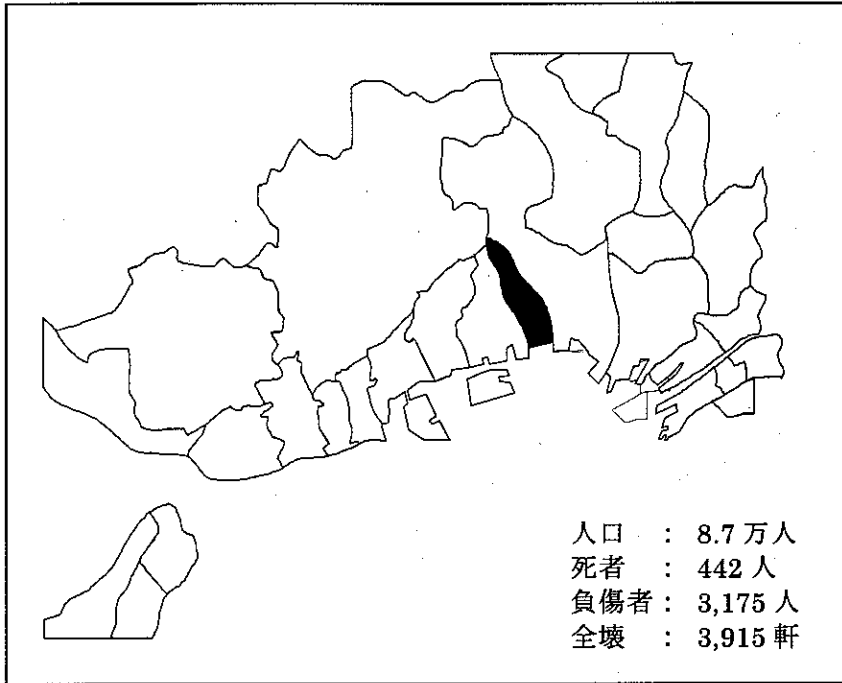 人口 : 8.7 万人
死者 : 442 人
負傷者 : 3,175 人
全壊 : 3,915 軒